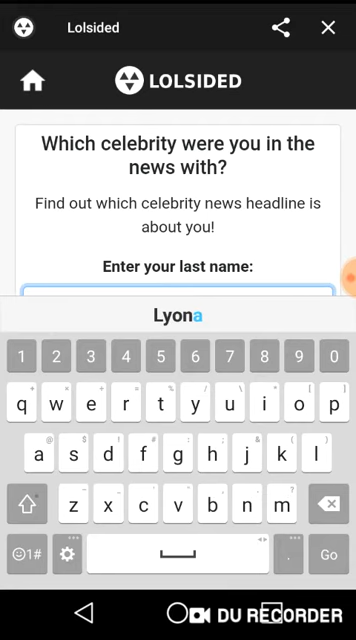 Lolsided
LOLSIDED
Which celebrity were you in the
news with?
Find out which celebrity news headline is
about you!
Enter your last name:
Lyona
1 2 3 4 5 6 7 8 9 0
q w e r t y u i o p
a s d f g h j k l
z x c v b n m
☺1# . Go
DU RECORDER